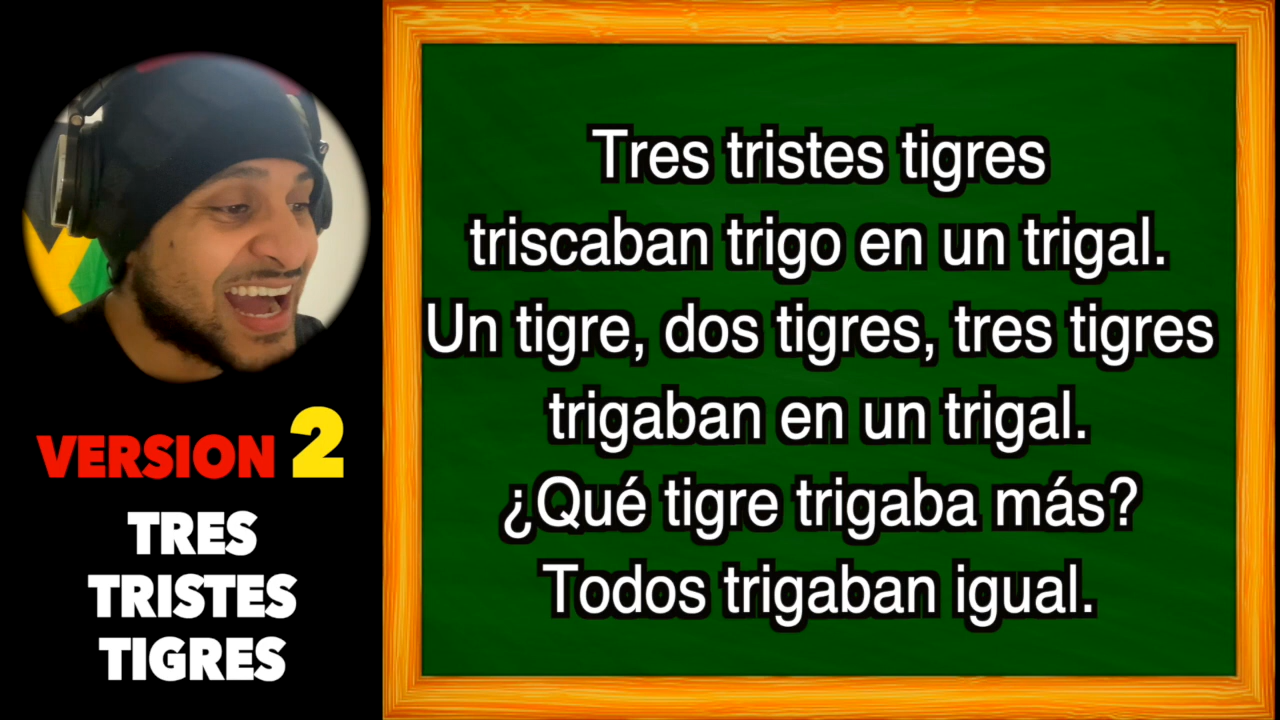 VERSION 2
TRES
TRISTES
TIGRES
Tres tristes tigres
triscaban trigo en un trigal.
Un tigre, dos tigres, tres tigres
trigaban en un trigal.
¿Qué tigre trigaba más?
Todos trigaban igual.